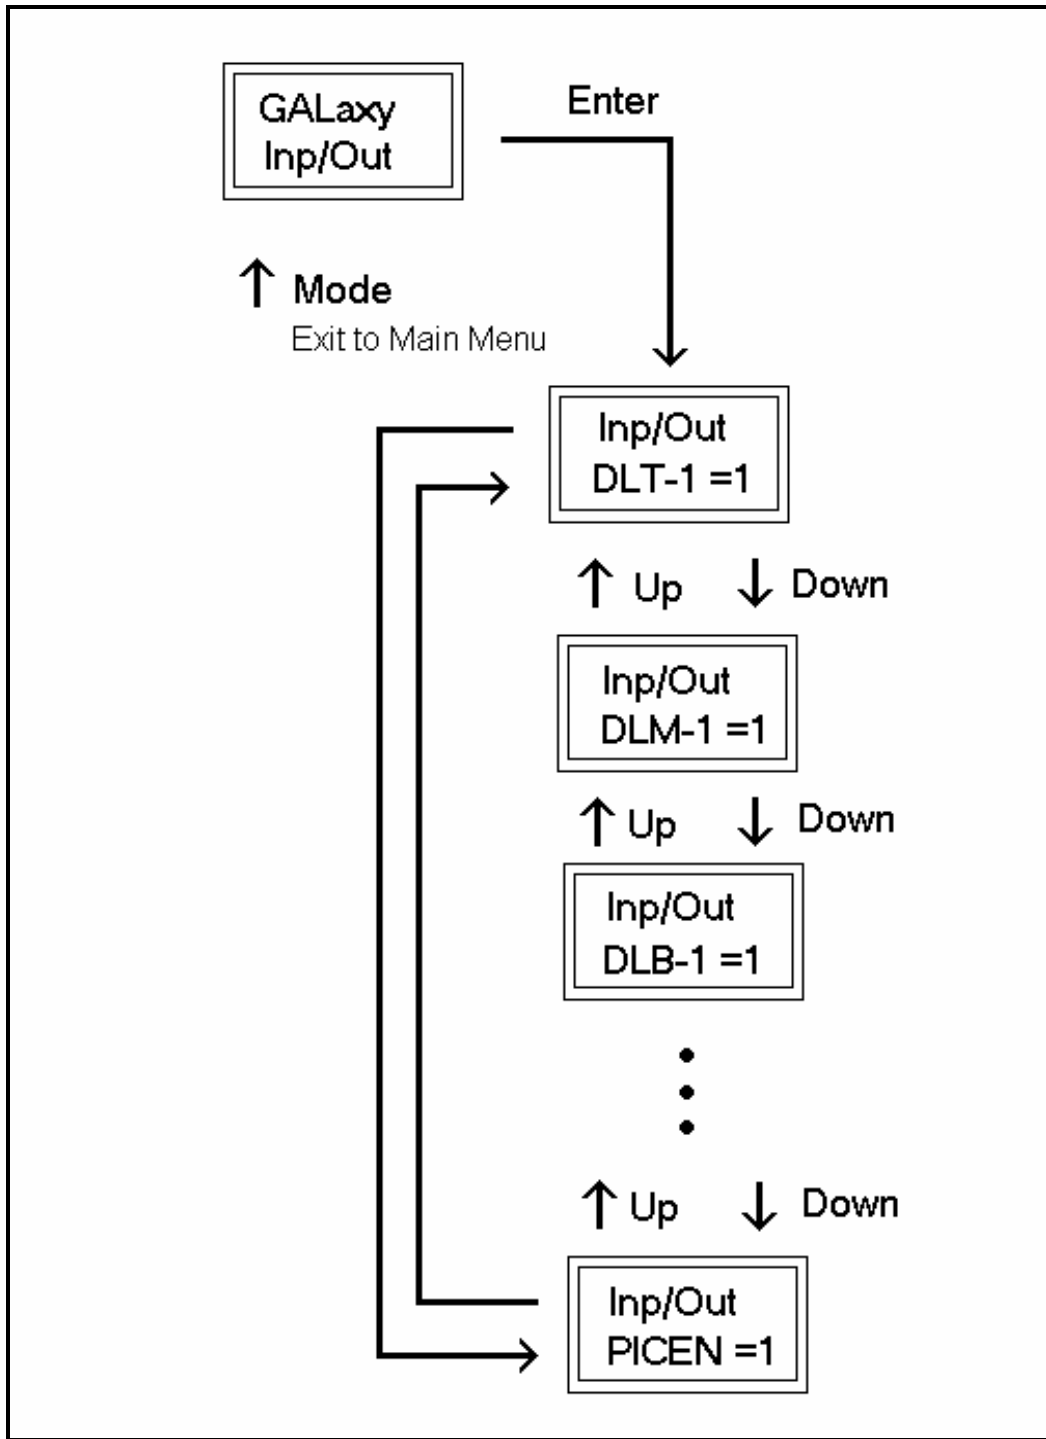 GALaxy
Inp/Out
Enter
Mode
Exit to Main Menu
Inp/Out
DLT-1 =1
Up
Down
Inp/Out
DLM-1 =1
Up
Down
Inp/Out
DLB-1 =1
Up
Down
Inp/Out
PICEN =1